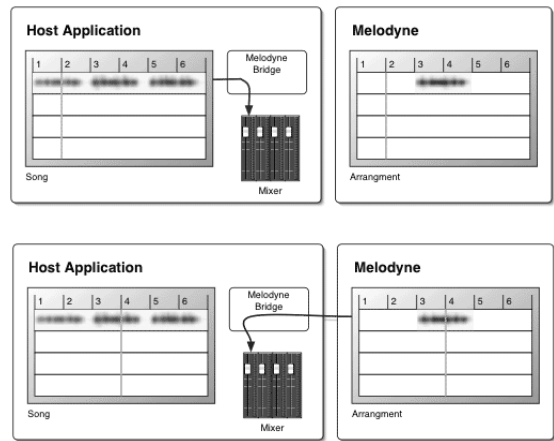 Host Application
Melodyne
Melodyne
Bridge
1 2 3 4 5 6
1 2 3 4 5 6
Song
Mixer
Arrangment
Host Application
Melodyne
Melodyne
Bridge
1 2 3 4 5 6
1 2 3 4 5 6
Song
Mixer
Arrangment